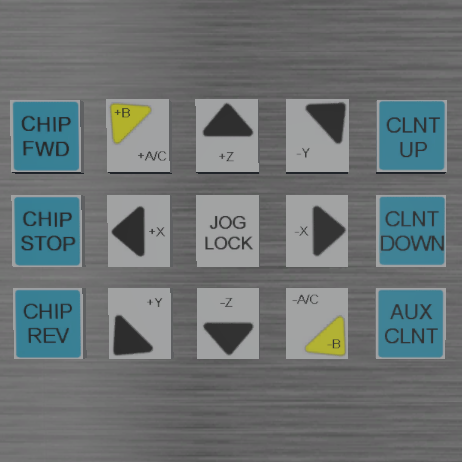 CHIP
FWD
+B
+A/C
+Z
-Y
CLNT
UP
CHIP
STOP
+X
JOG
LOCK
-X
CLNT
DOWN
CHIP
REV
+Y
-Z
-A/C
-B
AUX
CLNT